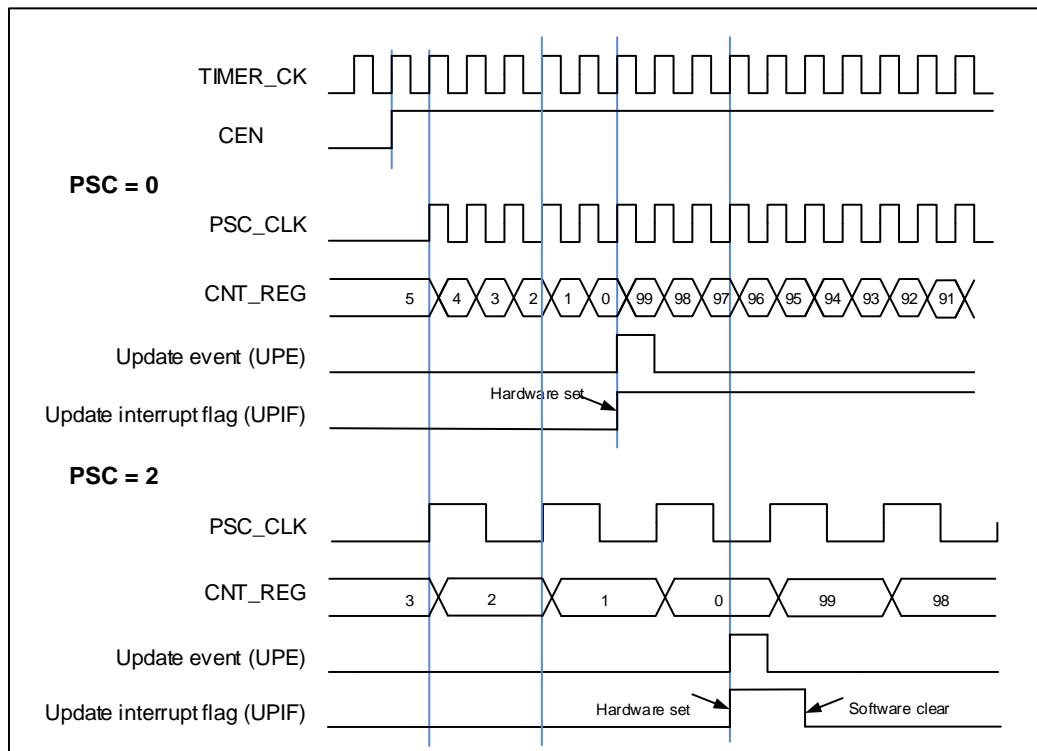 TIMER_CK
CEN
PSC = 0
PSC_CLK
CNT_REG 5 4 3 2 1 0 99 98 97 96 95 94 93 92 91
Update event (UPE)
Hardware set
Update interrupt flag (UPIF)
PSC = 2
PSC_CLK
CNT_REG 3 2 1 0 99 98
Update event (UPE)
Update interrupt flag (UPIF) Hardware set Software clear